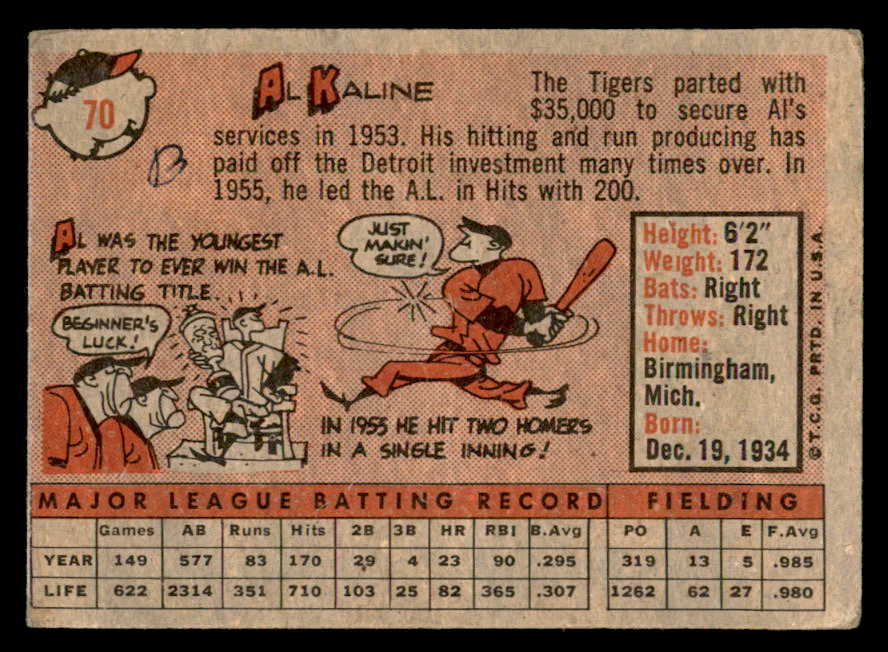 70
AL KALINE
The Tigers parted with
$35,000 to secure Al's
services in 1953. His hitting and run producing has
paid off the Detroit investment many times over. In
1955, he led the A.L. in Hits with 200.
B
AL WAS THE YOUNGEST
PLAYER TO EVER WIN THE A.L.
BATTING TITLE...
BEGINNER'S
LUCK!
JUST
MAKIN'
SURE!
IN 1955 HE HIT TWO HOMERS
IN A SINGLE INNING!
Height: 6'2"
Weight: 172
Bats: Right
Throws: Right
Home:
Birmingham,
Mich.
Born:
Dec. 19, 1934
©T.C.G. PRTD. IN U.S.A.
MAJOR LEAGUE BATTING RECORD FIELDING
Games AB Runs Hits 2B 3B HR RBI B.Avg PO A E F.Avg
YEAR 149 577 83 170 29 4 23 90 .295 319 13 5 .985
LIFE 622 2314 351 710 103 25 82 365 .307 1262 62 27 .980